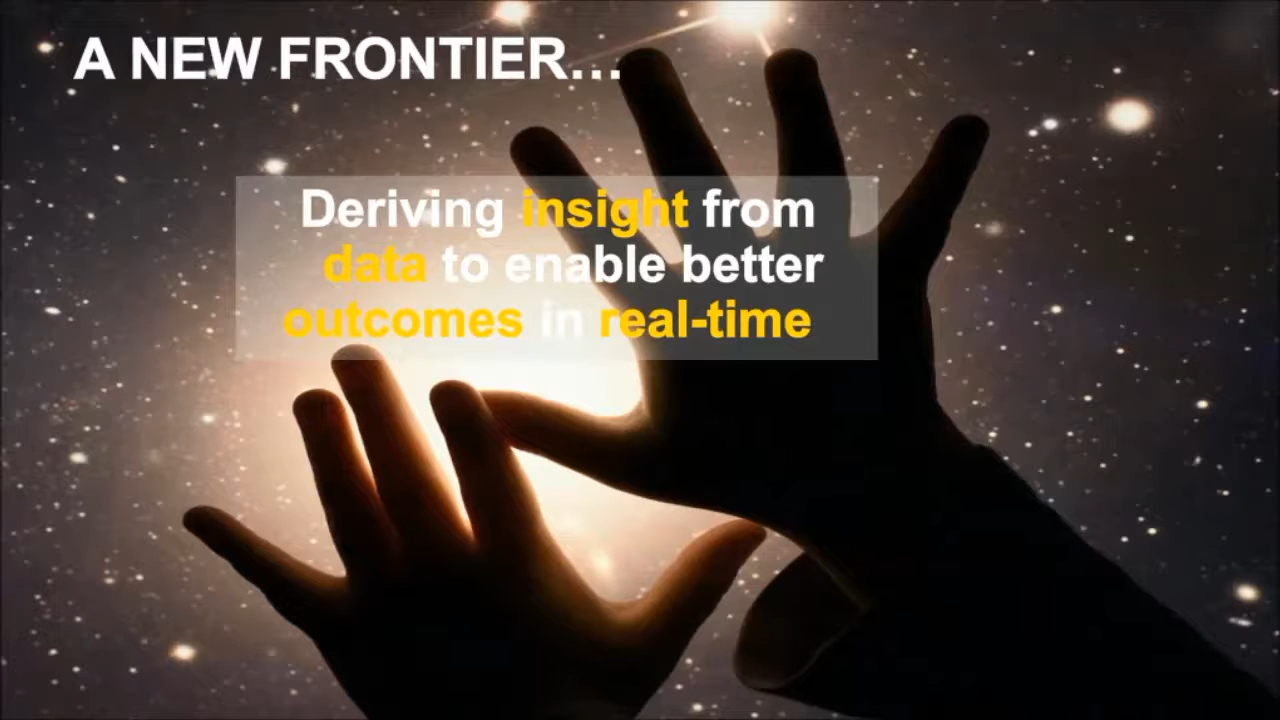 A NEW FRONTIER…
Deriving insight from
data to enable better
outcomes in real-time